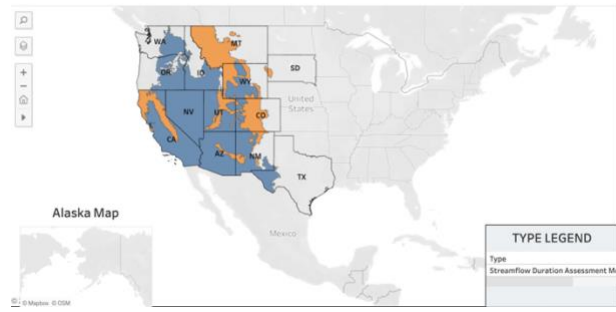 WA
MT
OR
ID
SD
WY
United
States
NV
UT
CO
CA
AZ
NM
TX
Alaska Map
Mexico
TYPE LEGEND
Type
Streamflow Duration Assessment M
© Mapbox © OSM